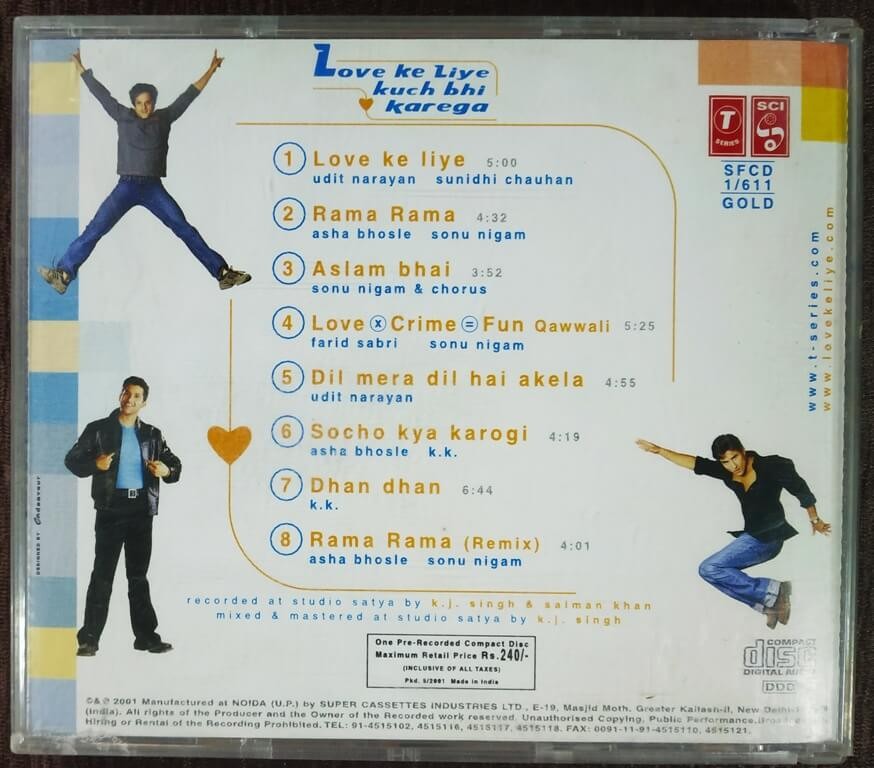 Love ke Liye
kuch bhi
karega
T
SERIES
SCI
SFCD
1/611
GOLD
www.t-series.com
www.lovekeliye.com
1 Love ke liye 5:00
udit narayan sunidhi chauhan
2 Rama Rama 4:32
asha bhosle sonu nigam
3 Aslam bhai 3:52
sonu nigam & chorus
4 Love x Crime = Fun Qawwali 5:25
farid sabri sonu nigam
5 Dil mera dil hai akela 4:55
udit narayan
6 Socho kya karogi 4:19
asha bhosle k.k.
7 Dhan dhan 6:44
k.k.
8 Rama Rama (Remix) 4:01
asha bhosle sonu nigam
DESIGNED BY Endeavour
recorded at studio satya by k.j. singh & salman khan
mixed & mastered at studio satya by k.j. singh
One Pre-Recorded Compact Disc
Maximum Retail Price Rs.240/-
(INCLUSIVE OF ALL TAXES)
Pkd. 5/2001 Made in India
COMPACT
disc
DIGITAL AUDIO
DDD
©&℗ 2001 Manufactured at NOIDA (U.P.) by SUPER CASSETTES INDUSTRIES LTD., E-19, Masjid Moth, Greater Kailash-II, New Delhi
(India). All rights of the Producer and the Owner of the Recorded work reserved. Unauthorised Copying, Public Performance,
Hiring or Rental of the Recording Prohibited. TEL: 91-4515102, 4515116, 4515117, 4515118. FAX: 0091-11-91-4515110, 4515121.